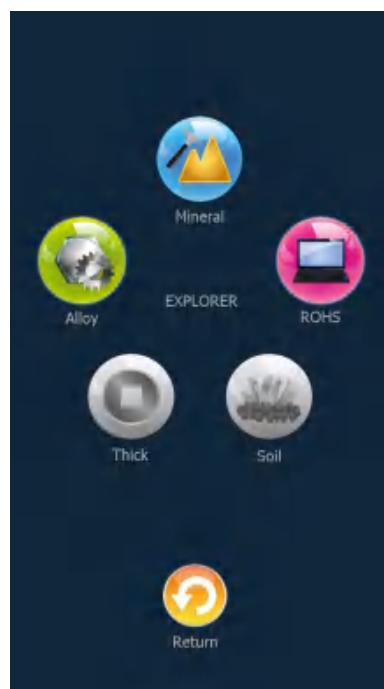 Mineral
Alloy
EXPLORER
ROHS
Thick
Soil
Return